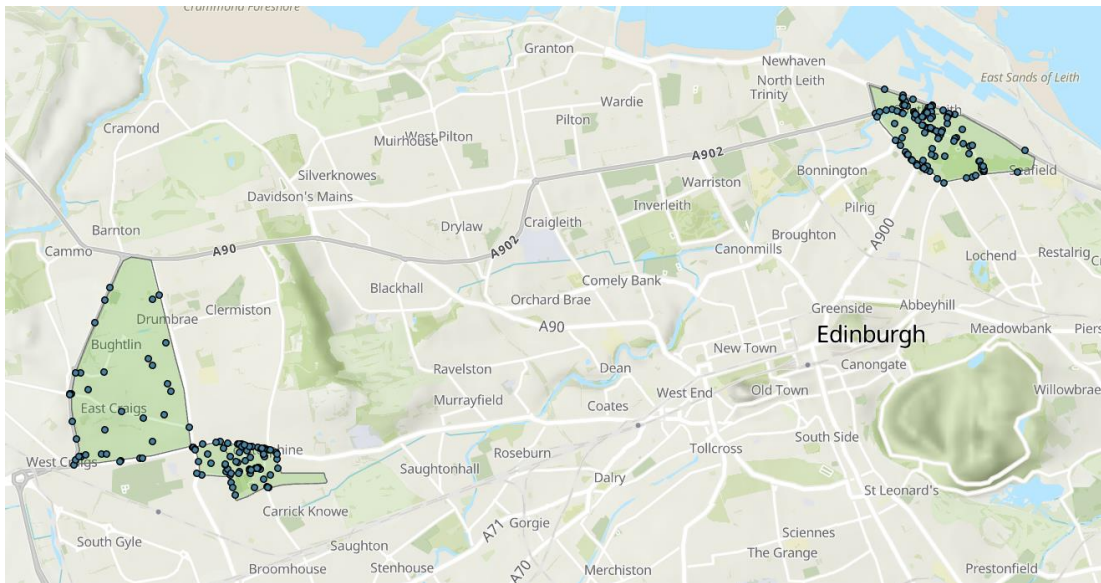 Crammond Foreshore
Granton
Newhaven
East Sands of Leith
North Leith
Trinity
Wardie
Cramond
Pilton
West Pilton
Muirhouse
A902
Seafield
Silverknowes
Bonnington
Davidson's Mains
Warriston
Inverleith
Pilrig
Drylaw
Craigleith
Barnton
Broughton
A900
Cammo
A90
A902
Canonmills
Restalrig
Lochend
Comely Bank
Blackhall
Orchard Brae
Clermiston
Greenside
Abbeyhill
Drumbrae
A90
Edinburgh
Meadowbank
Piers
Bughtlin
New Town
Canongate
Ravelston
Dean
West End
Old Town
Willowbrae
Murrayfield
East Craigs
Coates
South Side
Tollcross
West Craigs
Roseburn
Saughtonhall
Dalry
St Leonard's
Carrick Knowe
A71
Gorgie
Sciennes
South Gyle
Saughton
The Grange
Broomhouse
Stenhouse
A70
Merchiston
Prestonfield